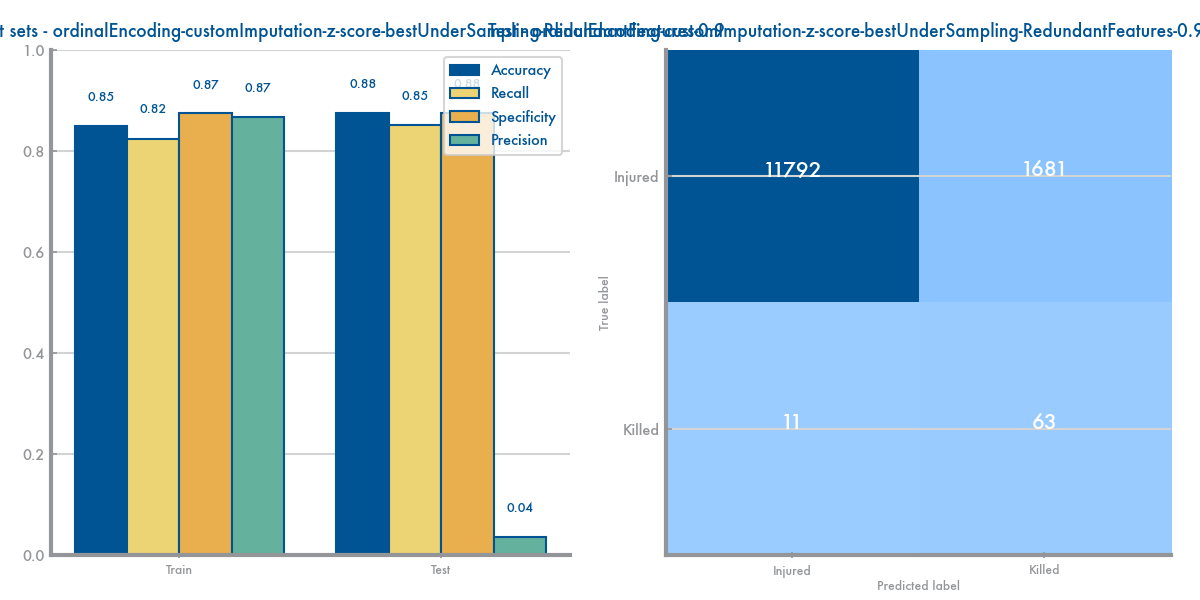 t sets - ordinalEncoding-customImputation-z-score-bestUnderSampling-RedundantFeatures-0.9
Test - ordinalEncoding-customImputation-z-score-bestUnderSampling-RedundantFeatures-0.9
1.0
0.8
0.6
0.4
0.2
0.0
0.85
0.82
0.87
0.87
0.88
0.85
0.88
0.04
Accuracy
Recall
Specificity
Precision
Train
Test
True label
Injured
Killed
11792
1681
11
63
Injured
Killed
Predicted label